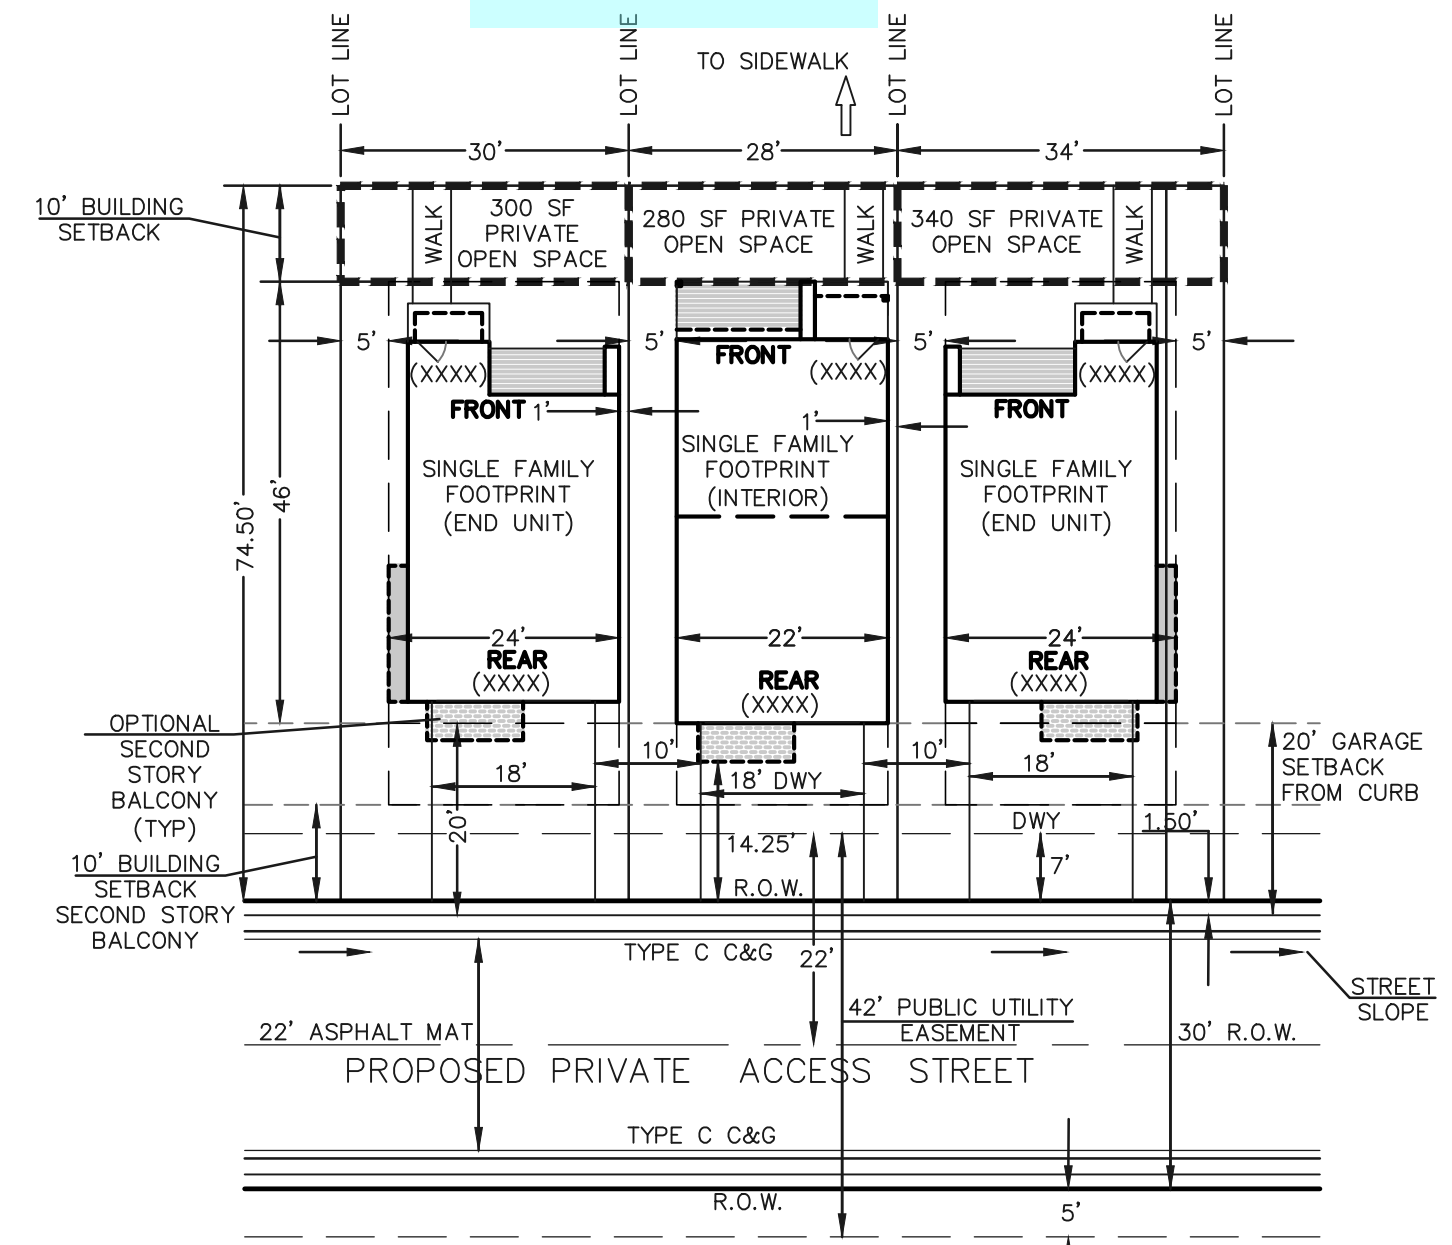 LOT LINE
LOT LINE
LOT LINE
LOT LINE
TO SIDEWALK
30'
28'
34'
10' BUILDING
SETBACK
WALK
300 SF
PRIVATE
OPEN SPACE
280 SF PRIVATE
OPEN SPACE
WALK
340 SF PRIVATE
OPEN SPACE
WALK
5'
5'
5'
5'
(XXXX)
FRONT
1'
FRONT
(XXXX)
1'
(XXXX)
FRONT
SINGLE FAMILY
FOOTPRINT
(END UNIT)
SINGLE FAMILY
FOOTPRINT
(INTERIOR)
SINGLE FAMILY
FOOTPRINT
(END UNIT)
74.50'
46'
24'
REAR
(XXXX)
22'
REAR
(XXXX)
24'
REAR
(XXXX)
OPTIONAL
SECOND
STORY
BALCONY
(TYP)
18'
10'
18' DWY
10'
18'
20' GARAGE
SETBACK
FROM CURB
20'
14.25'
DWY
1.50'
7'
10' BUILDING
SETBACK
SECOND STORY
BALCONY
R.O.W.
TYPE C C&G
22'
STREET
SLOPE
42' PUBLIC UTILITY
EASEMENT
22' ASPHALT MAT
30' R.O.W.
PROPOSED PRIVATE ACCESS STREET
TYPE C C&G
R.O.W.
5'